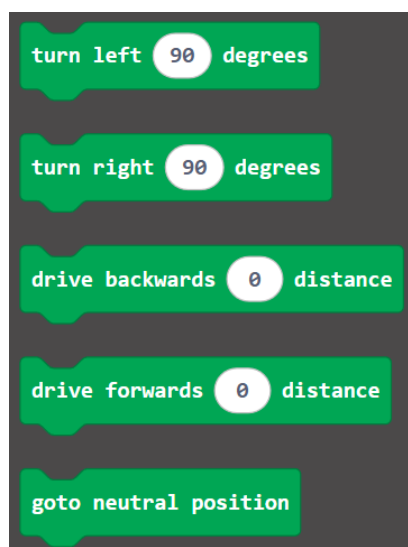 turn left 90 degrees
turn right 90 degrees
drive backwards 0 distance
drive forwards 0 distance
goto neutral position